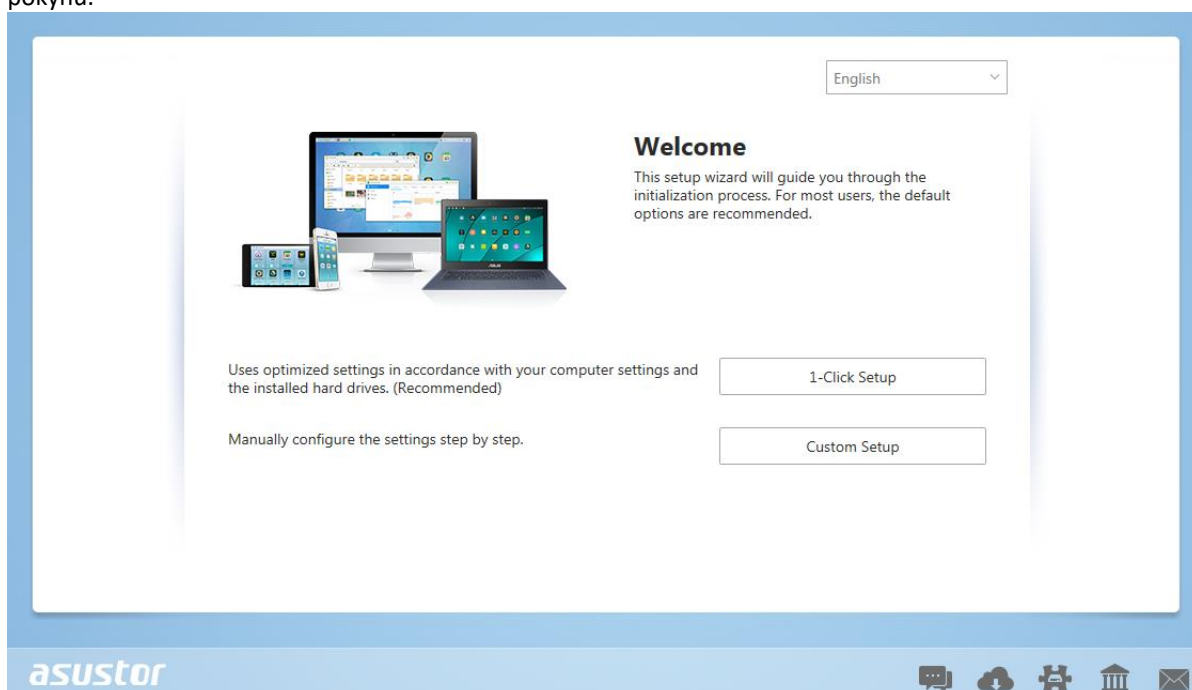 pokynů.
English
Welcome
This setup wizard will guide you through the
initialization process. For most users, the default
options are recommended.
Uses optimized settings in accordance with your computer settings and
the installed hard drives. (Recommended)
1-Click Setup
Manually configure the settings step by step.
Custom Setup
asustor